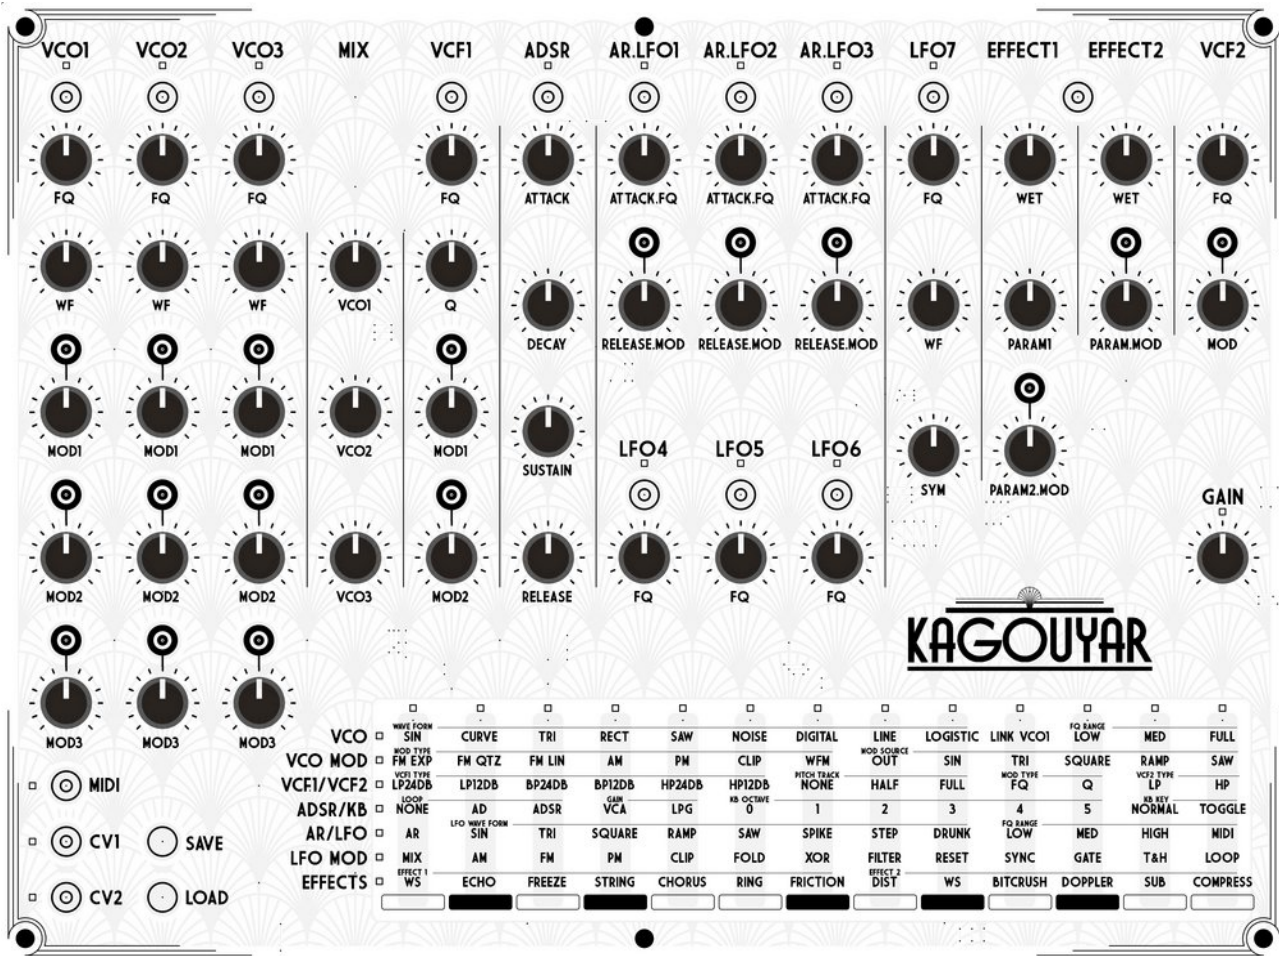 VCO1 VCO2 VCO3 MIX VCF1 ADSR AR.LFO1 AR.LFO2 AR.LFO3 LFO7 EFFECT1 EFFECT2 VCF2
FQ FQ FQ FQ ATTACK ATTACK.FQ ATTACK.FQ ATTACK.FQ FQ WET WET FQ
WF WF WF VCO1 Q
DECAY RELEASE.MOD RELEASE.MOD RELEASE.MOD WF PARAM1 PARAM.MOD MOD
MOD1 MOD1 MOD1 VCO2 MOD1
LFO4 LFO5 LFO6
SUSTAIN
SYM PARAM2.MOD
GAIN
MOD2 MOD2 MOD2 VCO3 MOD2 RELEASE FQ FQ FQ
KAGOUYAR
MOD3 MOD3 MOD3
WAVE FORM FQ RANGE
VCO SIN CURVE TRI RECT SAW NOISE DIGITAL LINE LOGISTIC LINK VCO1 LOW MED FULL
MOD TYPE MOD SOURCE
VCO MOD FM EXP FM QTZ FM LIN AM PM CLIP WFM OUT SIN TRI SQUARE RAMP SAW
VCF1 TYPE PITCH TRACK MOD TYPE VCF2 TYPE
VCF1/VCF2 LP24DB LP12DB BP24DB BP12DB HP24DB HP12DB NONE HALF FULL FQ Q LP HP
LOOP GAIN KB OCTAVE KB KEY
ADSR/KB NONE AD ADSR VCA LPG 0 1 2 3 4 5 NORMAL TOGGLE
LFO WAVE FORM FQ RANGE
AR/LFO AR SIN TRI SQUARE RAMP SAW SPIKE STEP DRUNK LOW MED HIGH MIDI
LFO MOD MIX AM FM PM CLIP FOLD XOR FILTER RESET SYNC GATE T&H LOOP
EFFECT 1 EFFECT 2
EFFECTS WS ECHO FREEZE STRING CHORUS RING FRICTION DIST WS BITCRUSH DOPPLER SUB COMPRESS
MIDI
CV1 SAVE
CV2 LOAD